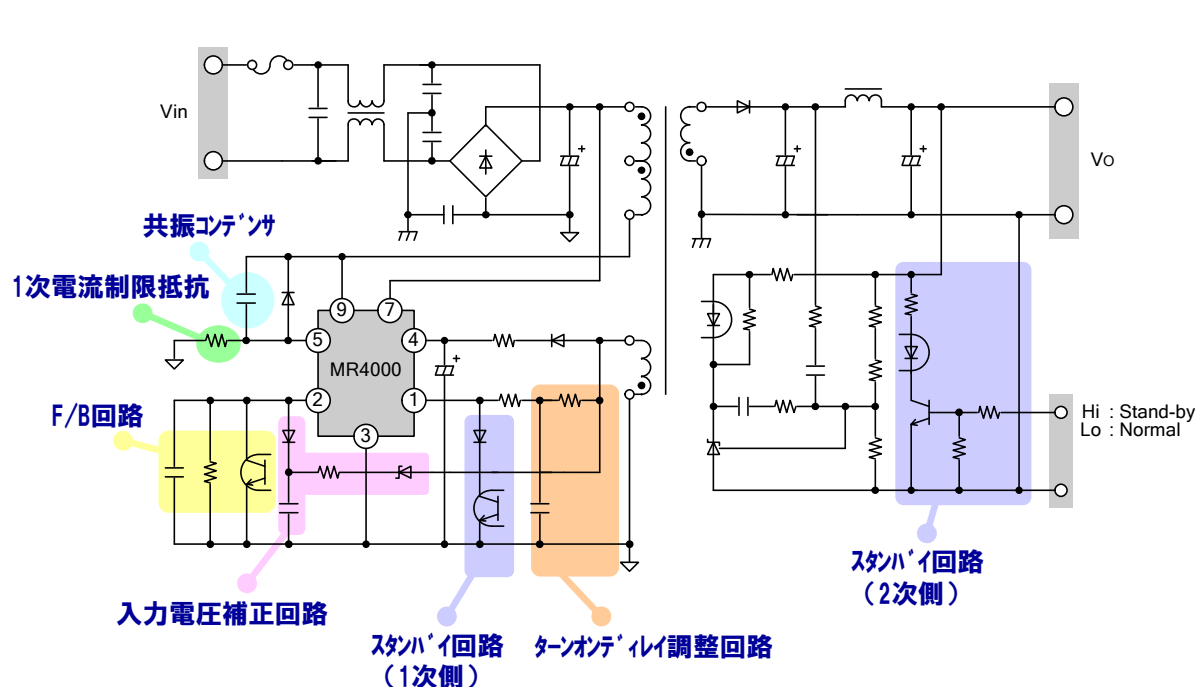 Vin
Vo
共振コンデンサ
1次電流制限抵抗
9
7
5
4
MR4000
2
1
3
F/B回路
Hi : Stand-by
Lo : Normal
入力電圧補正回路
スタンバイ回路
(1次側)
ターンオンディレイ調整回路
スタンバイ回路
(2次側)
+
+
+
+